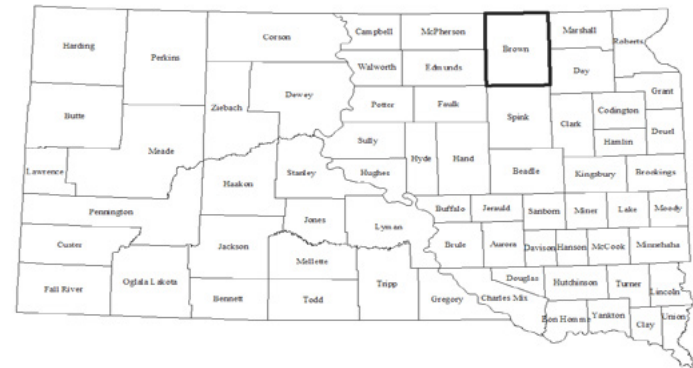 Harding
Perkins
Corson
Campbell
McPherson
Brown
Marshall
Roberts
Walworth
Edmunds
Day
Grant
Butte
Ziebach
Dewey
Potter
Faulk
Spink
Clark
Codington
Deuel
Hamlin
Meade
Sully
Hyde
Hand
Lawrence
Haakon
Stanley
Hughes
Beadle
Kingsbury
Brookings
Pennington
Jones
Lyman
Buffalo
Jerauld
Sanborn
Miner
Lake
Moody
Custer
Jackson
Brule
Aurora
Davison
Hanson
McCook
Minnehaha
Mellette
Fall River
Oglala Lakota
Bennett
Todd
Tripp
Gregory
Douglas
Charles Mix
Hutchinson
Turner
Lincoln
Bon Homme
Yankton
Clay
Union